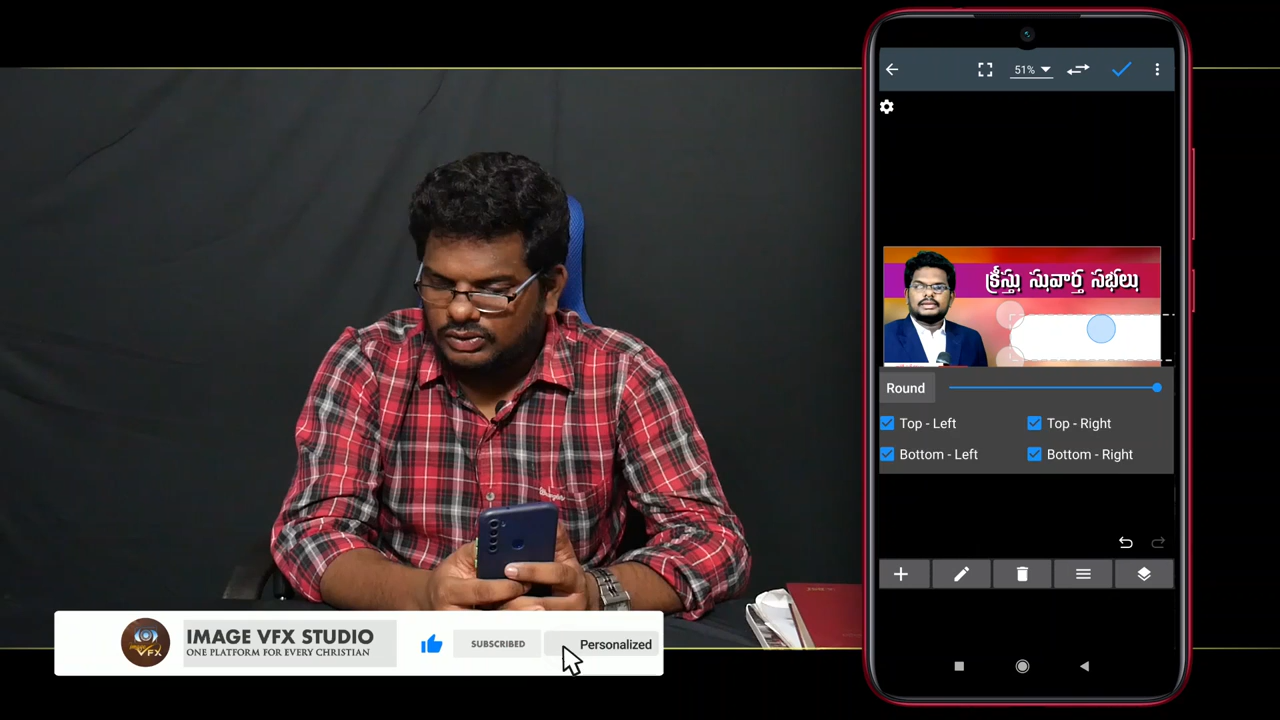 51%
క్రీస్తు సువార్త సభలు
Round
Top - Left
Top - Right
Bottom - Left
Bottom - Right
IMAGE VFX STUDIO
ONE PLATFORM FOR EVERY CHRISTIAN
SUBSCRIBED
Personalized